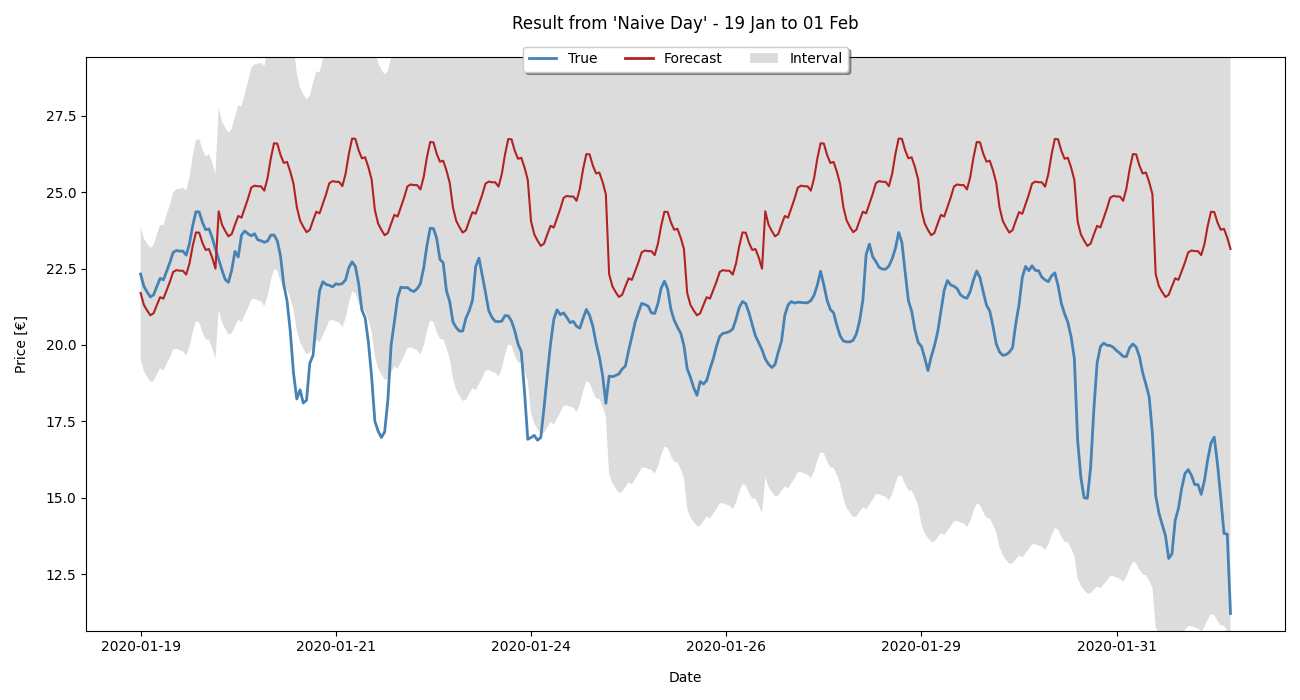 Result from 'Naive Day' - 19 Jan to 01 Feb
True Forecast Interval
27.5
25.0
22.5
20.0
17.5
15.0
12.5
Price [€]
2020-01-19 2020-01-21 2020-01-24 2020-01-26 2020-01-29 2020-01-31
Date